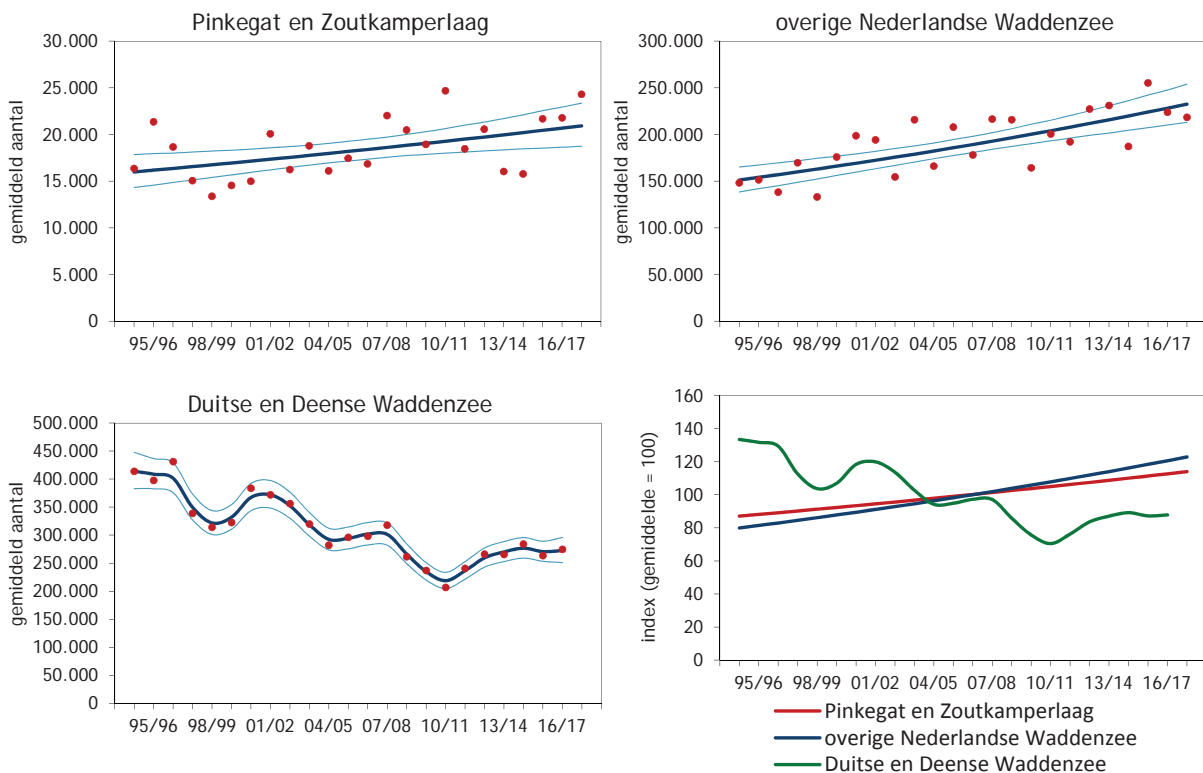 Pinkegat en Zoutkamperlaag
30.000
25.000
20.000
15.000
10.000
5.000
0
gemiddeld aantal
95/96 98/99 01/02 04/05 07/08 10/11 13/14 16/17
overige Nederlandse Waddenzee
300.000
250.000
200.000
150.000
100.000
50.000
0
gemiddeld aantal
95/96 98/99 01/02 04/05 07/08 10/11 13/14 16/17
Duitse en Deense Waddenzee
500.000
450.000
400.000
350.000
300.000
250.000
200.000
150.000
100.000
50.000
0
gemiddeld aantal
95/96 98/99 01/02 04/05 07/08 10/11 13/14 16/17
160
140
120
100
80
60
40
20
0
index (gemiddelde = 100)
95/96 98/99 01/02 04/05 07/08 10/11 13/14 16/17
Pinkegat en Zoutkamperlaag
overige Nederlandse Waddenzee
Duitse en Deense Waddenzee